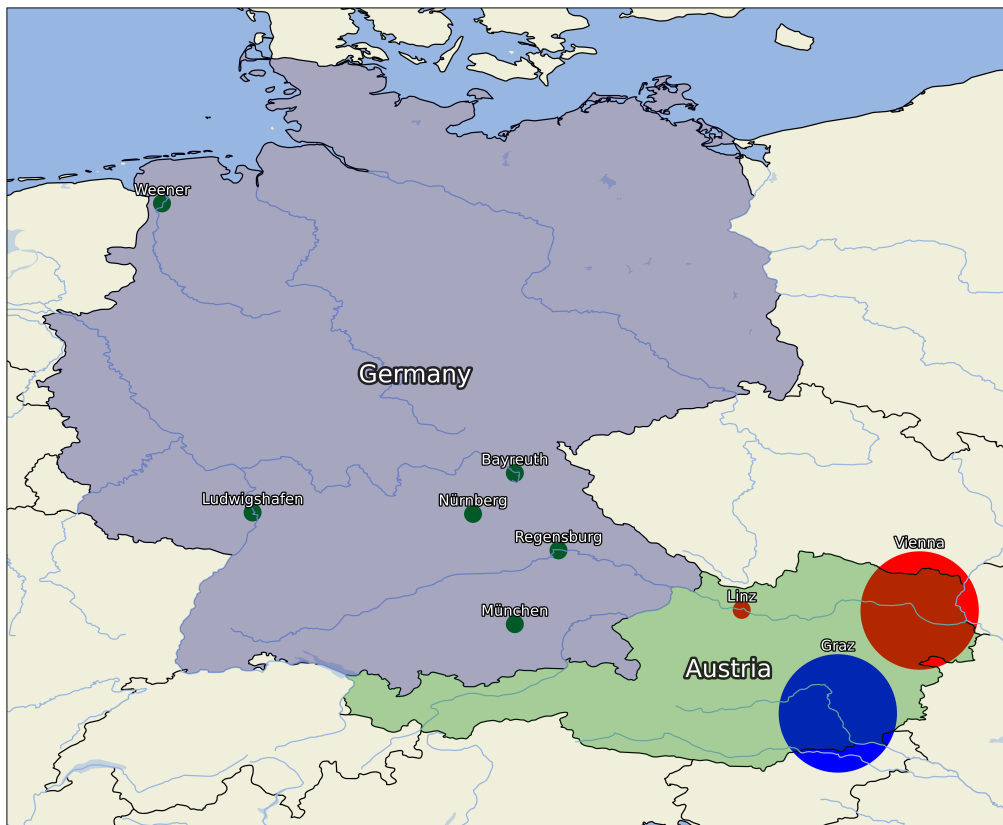 Weener
Germany
Bayreuth
Ludwigshafen
Nürnberg
Regensburg
Vienna
Linz
München
Graz
Austria